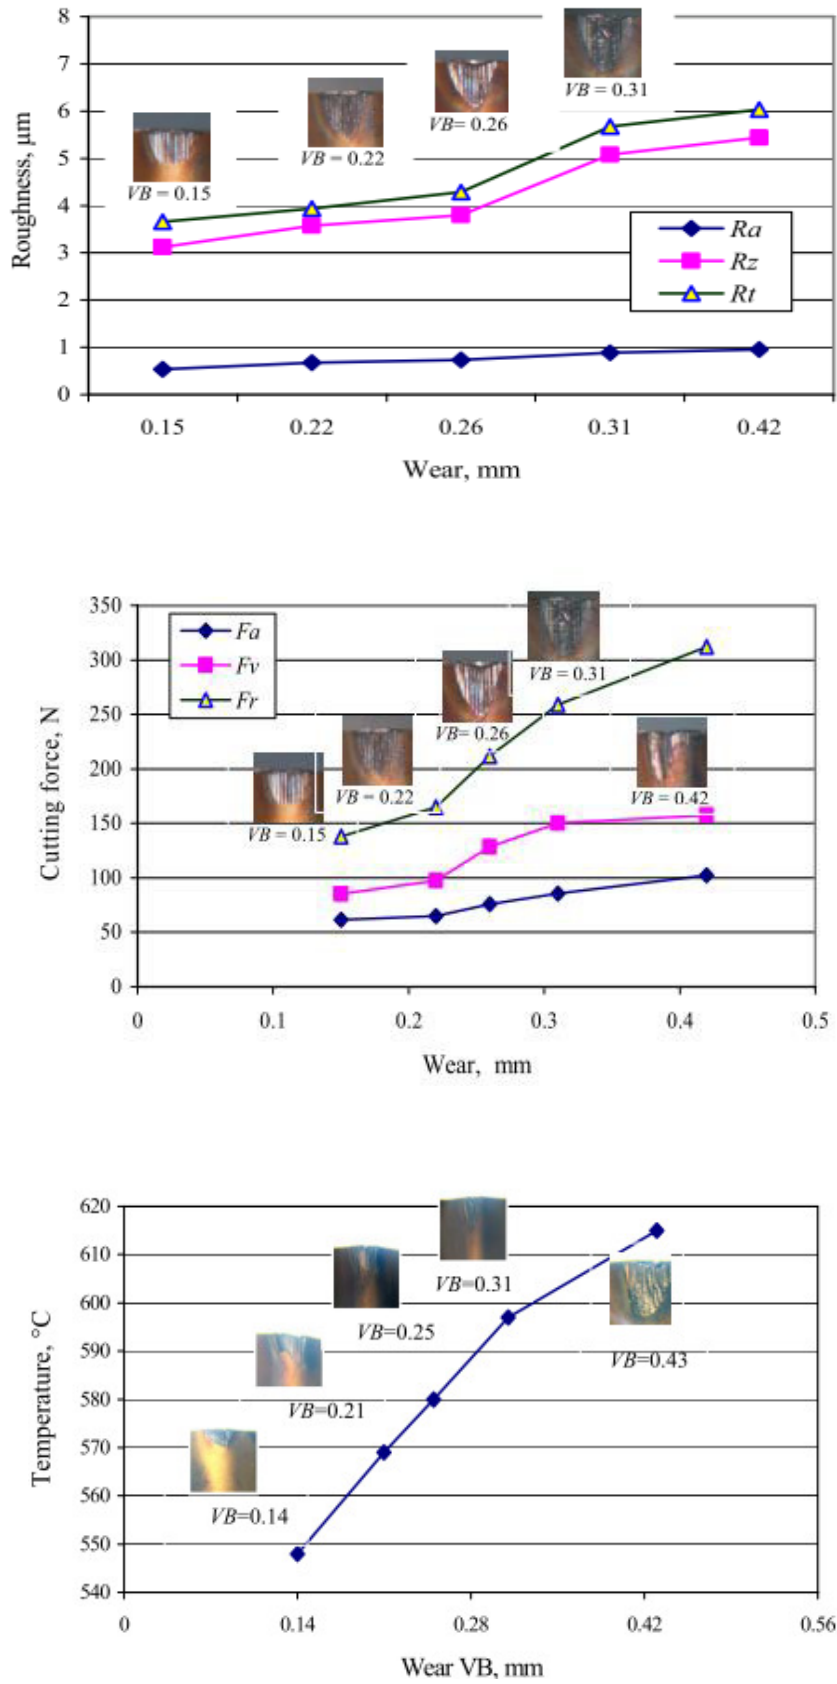 8
7
6
5
4
3
2
1
0
Roughness, µm
VB = 0.15
VB = 0.22
VB= 0.26
VB = 0.31
Ra
Rz
Rt
0.15 0.22 0.26 0.31 0.42
Wear, mm
350
300
250
200
150
100
50
0
Cutting force, N
Fa
Fv
Fr
VB = 0.15
VB = 0.22
VB= 0.26
VB = 0.31
VB = 0.42
0 0.1 0.2 0.3 0.4 0.5
Wear, mm
620
610
600
590
580
570
560
550
540
Temperature, °C
VB=0.14
VB=0.21
VB=0.25
VB=0.31
VB=0.43
0 0.14 0.28 0.42 0.56
Wear VB, mm